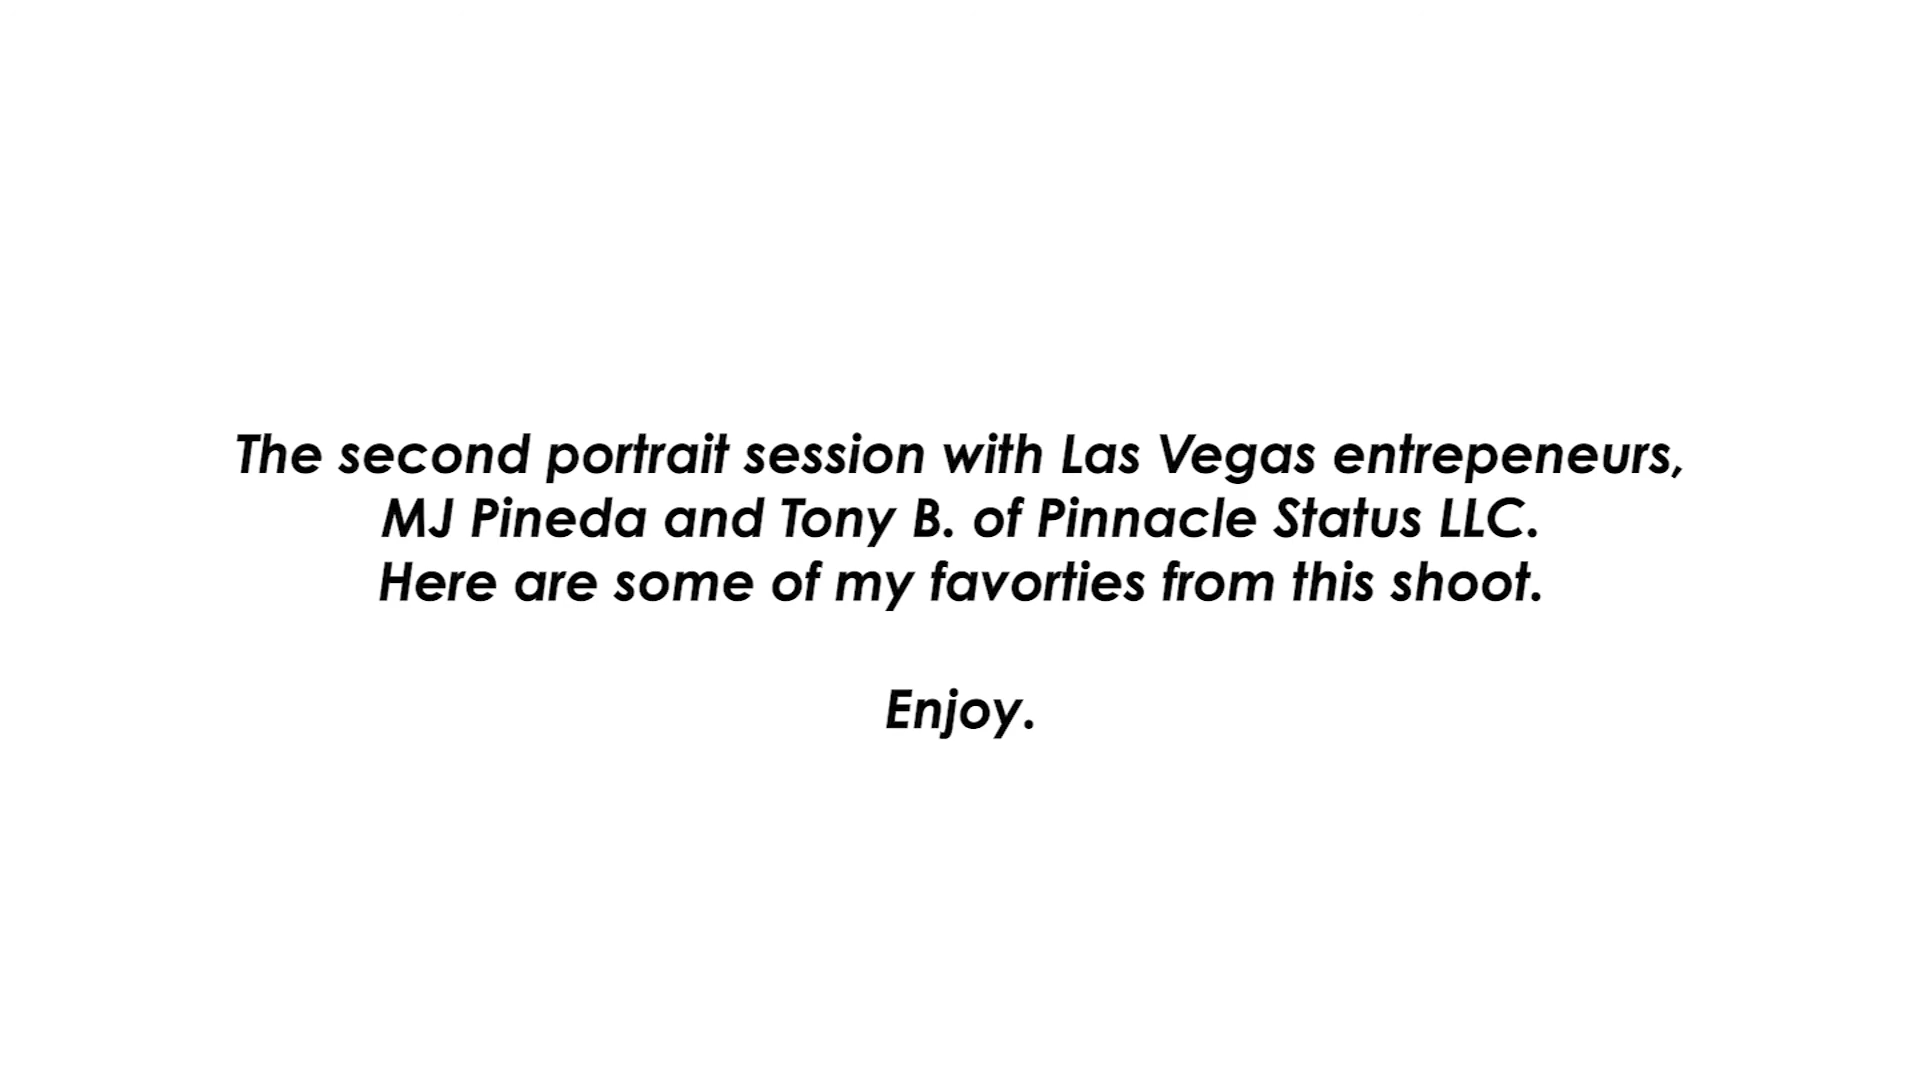 The second portrait session with Las Vegas entrepeneurs,
MJ Pineda and Tony B. of Pinnacle Status LLC.
Here are some of my favorties from this shoot.
Enjoy.